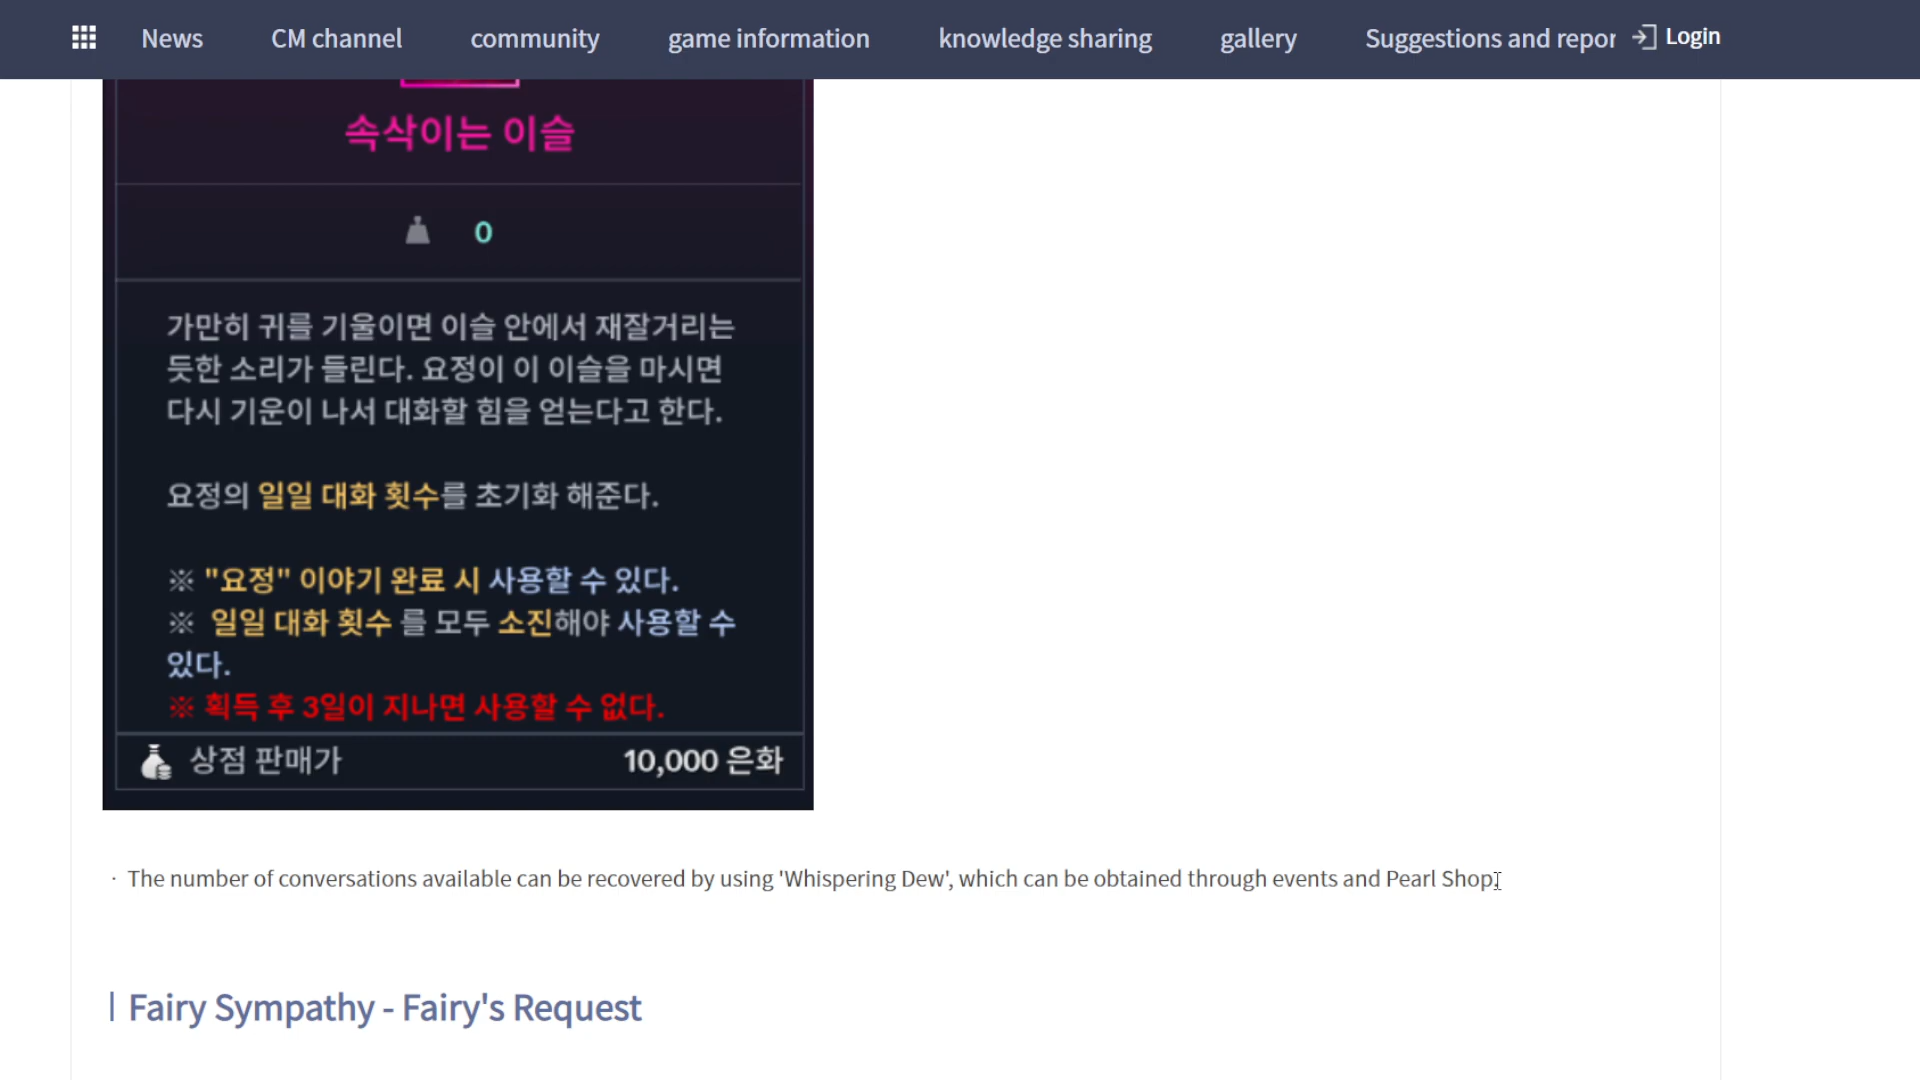 News CM channel community game information knowledge sharing gallery Suggestions and repor Login
속삭이는 이슬
0
가만히 귀를 기울이면 이슬 안에서 재잘거리는
듯한 소리가 들린다. 요정이 이 이슬을 마시면
다시 기운이 나서 대화할 힘을 얻는다고 한다.
요정의 일일 대화 횟수를 초기화 해준다.
※ "요정" 이야기 완료 시 사용할 수 있다.
※ 일일 대화 횟수 를 모두 소진해야 사용할 수
있다.
※ 획득 후 3일이 지나면 사용할 수 없다.
상점 판매가 10,000 은화
· The number of conversations available can be recovered by using 'Whispering Dew', which can be obtained through events and Pearl Shop.
Fairy Sympathy - Fairy's Request